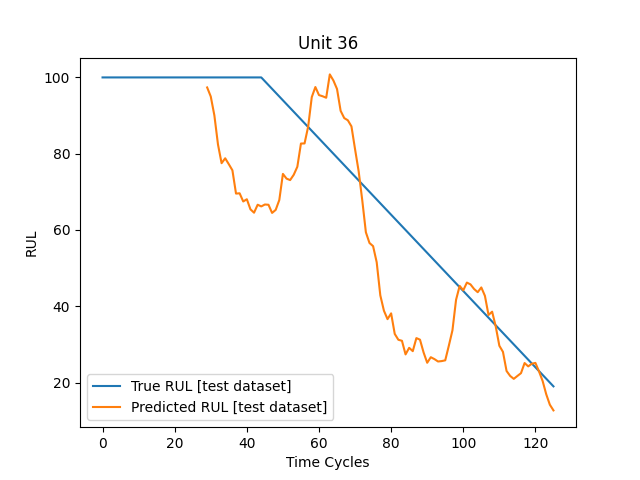 Unit 36
100
80
60
40
20
RUL
True RUL [test dataset]
Predicted RUL [test dataset]
0 20 40 60 80 100 120
Time Cycles